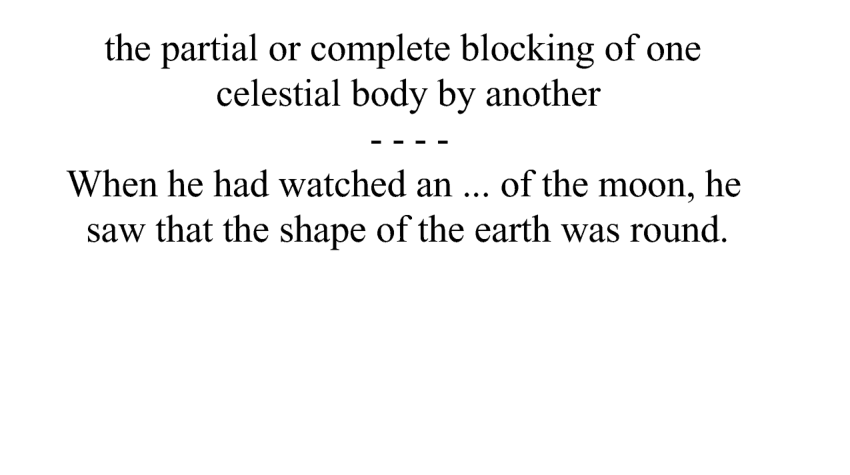 the partial or complete blocking of one
celestial body by another
- - - -
When he had watched an ... of the moon, he
saw that the shape of the earth was round.